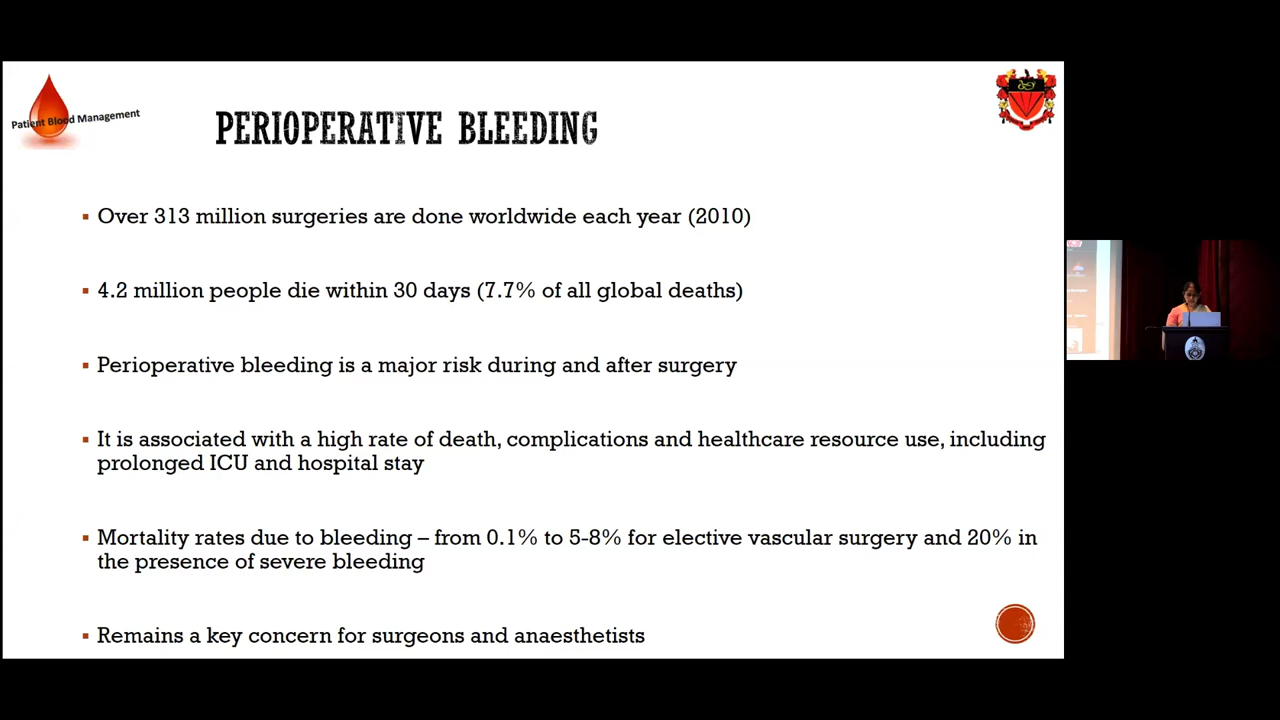 Patient Blood Management
PERIOPERATIVE BLEEDING
▪ Over 313 million surgeries are done worldwide each year (2010)
▪ 4.2 million people die within 30 days (7.7% of all global deaths)
▪ Perioperative bleeding is a major risk during and after surgery
▪ It is associated with a high rate of death, complications and healthcare resource use, including
prolonged ICU and hospital stay
▪ Mortality rates due to bleeding – from 0.1% to 5-8% for elective vascular surgery and 20% in
the presence of severe bleeding
▪ Remains a key concern for surgeons and anaesthetists